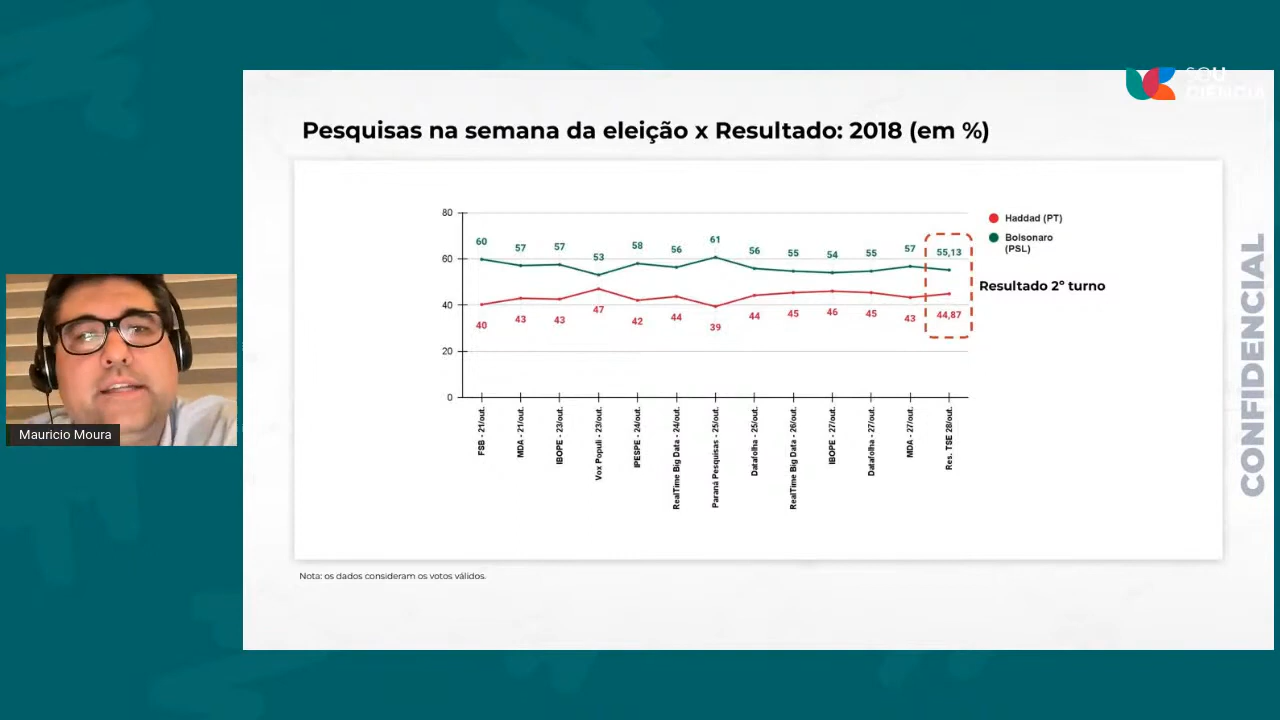 SOU
CIÊNCIA
Pesquisas na semana da eleição x Resultado: 2018 (em %)
80
60
40
20
0
60
57
57
53
58
56
61
56
55
54
55
57
55,13
40
43
43
47
42
44
39
44
45
46
45
43
44,87
FSB - 21/out.
MDA - 21/out.
IBOPE - 23/out.
Vox Populi - 23/out.
IPESPE - 24/out.
RealTime Big Data - 24/out.
Paraná Pesquisas - 25/out.
Datafolha - 25/out.
RealTime Big Data - 26/out.
IBOPE - 27/out.
Datafolha - 27/out.
MDA - 27/out.
Res. TSE 28/out.
Haddad (PT)
Bolsonaro
(PSL)
Resultado 2º turno
CONFIDENCIAL
Mauricio Moura
Nota: os dados consideram os votos válidos.